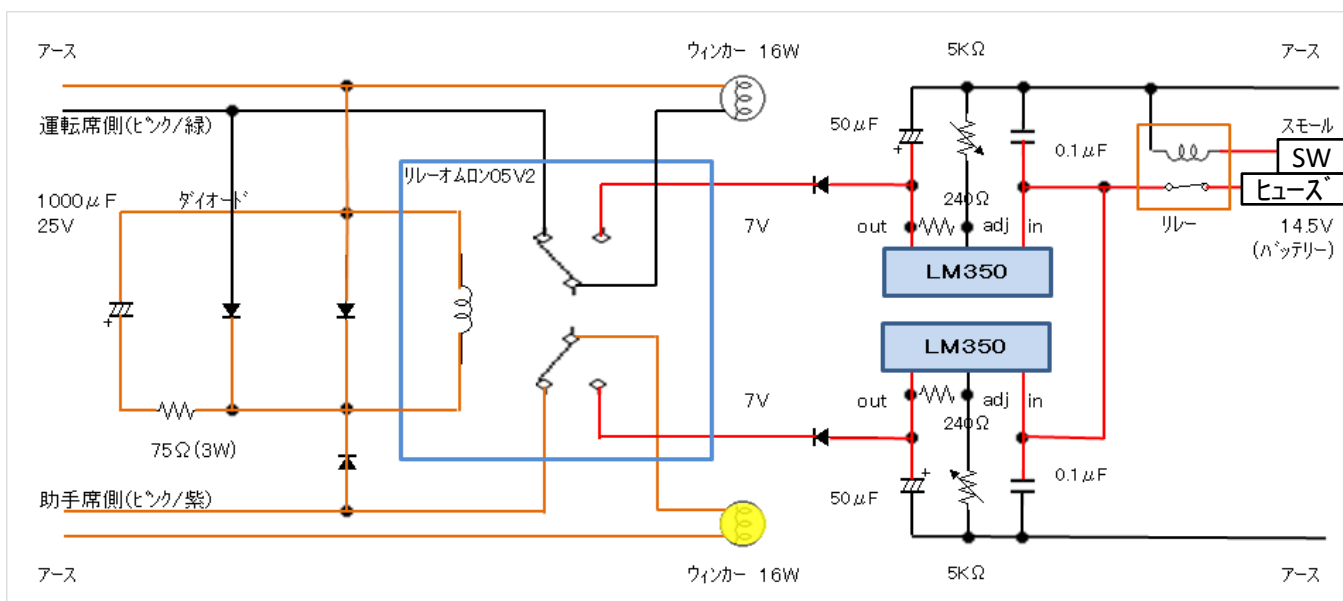 アース
ウィンカー 16W
5KΩ
アース
運転席側(ピンク/緑)
50μF
スモール
SW
リレーオムロン05V2
0.1μF
ヒューズ
1000μF
25V
ダイオード
7V
240Ω
リレー
14.5V
(バッテリー)
out
adj
in
LM350
LM350
7V
out
adj
in
240Ω
75Ω(3W)
0.1μF
助手席側(ピンク/紫)
50μF
アース
ウィンカー 16W
5KΩ
アース